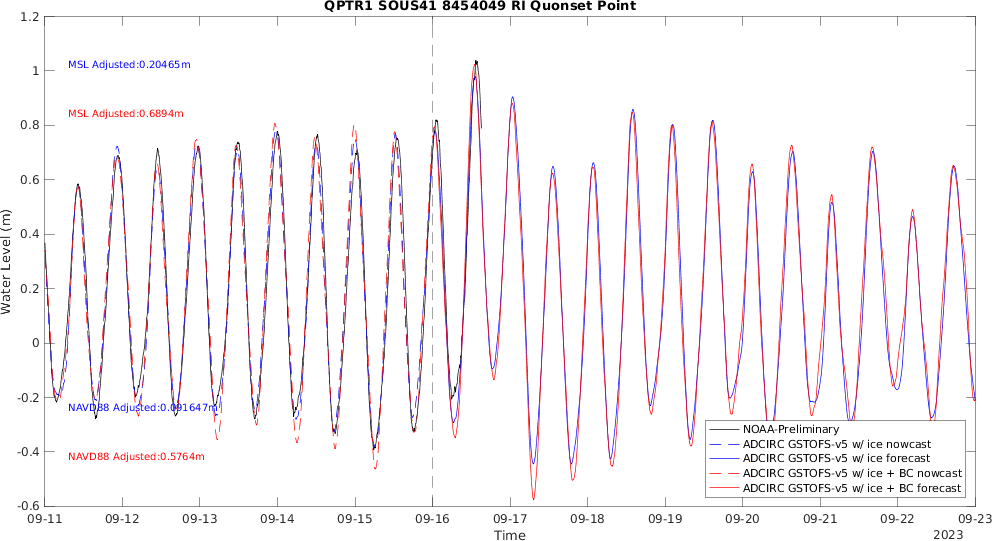 QPTR1 SOUS41 8454049 RI Quonset Point
Water Level (m)
1.2
1
0.8
0.6
0.4
0.2
0
-0.2
-0.4
-0.6
MSL Adjusted:0.20465m
MSL Adjusted:0.6894m
NAVD88 Adjusted:0.091647m
NAVD88 Adjusted:0.5764m
NOAA-Preliminary
ADCIRC GSTOFS-v5 w/ ice nowcast
ADCIRC GSTOFS-v5 w/ ice forecast
ADCIRC GSTOFS-v5 w/ ice + BC nowcast
ADCIRC GSTOFS-v5 w/ ice + BC forecast
09-11 09-12 09-13 09-14 09-15 09-16 09-17 09-18 09-19 09-20 09-21 09-22 09-23
Time
2023